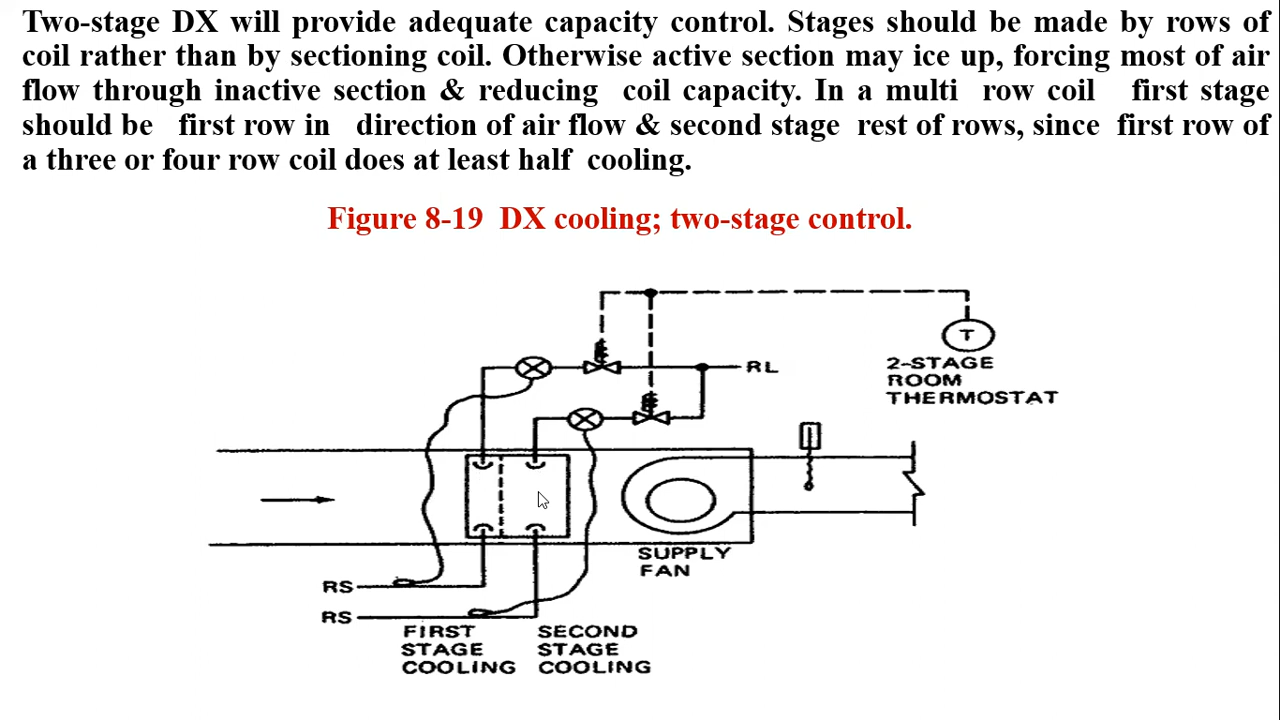 Two-stage DX will provide adequate capacity control. Stages should be made by rows of
coil rather than by sectioning coil. Otherwise active section may ice up, forcing most of air
flow through inactive section & reducing coil capacity. In a multi row coil first stage
should be first row in direction of air flow & second stage rest of rows, since first row of
a three or four row coil does at least half cooling.
Figure 8-19 DX cooling; two-stage control.
T
RL
2-STAGE
ROOM
THERMOSTAT
SUPPLY
FAN
RS
RS
FIRST
STAGE
COOLING
SECOND
STAGE
COOLING